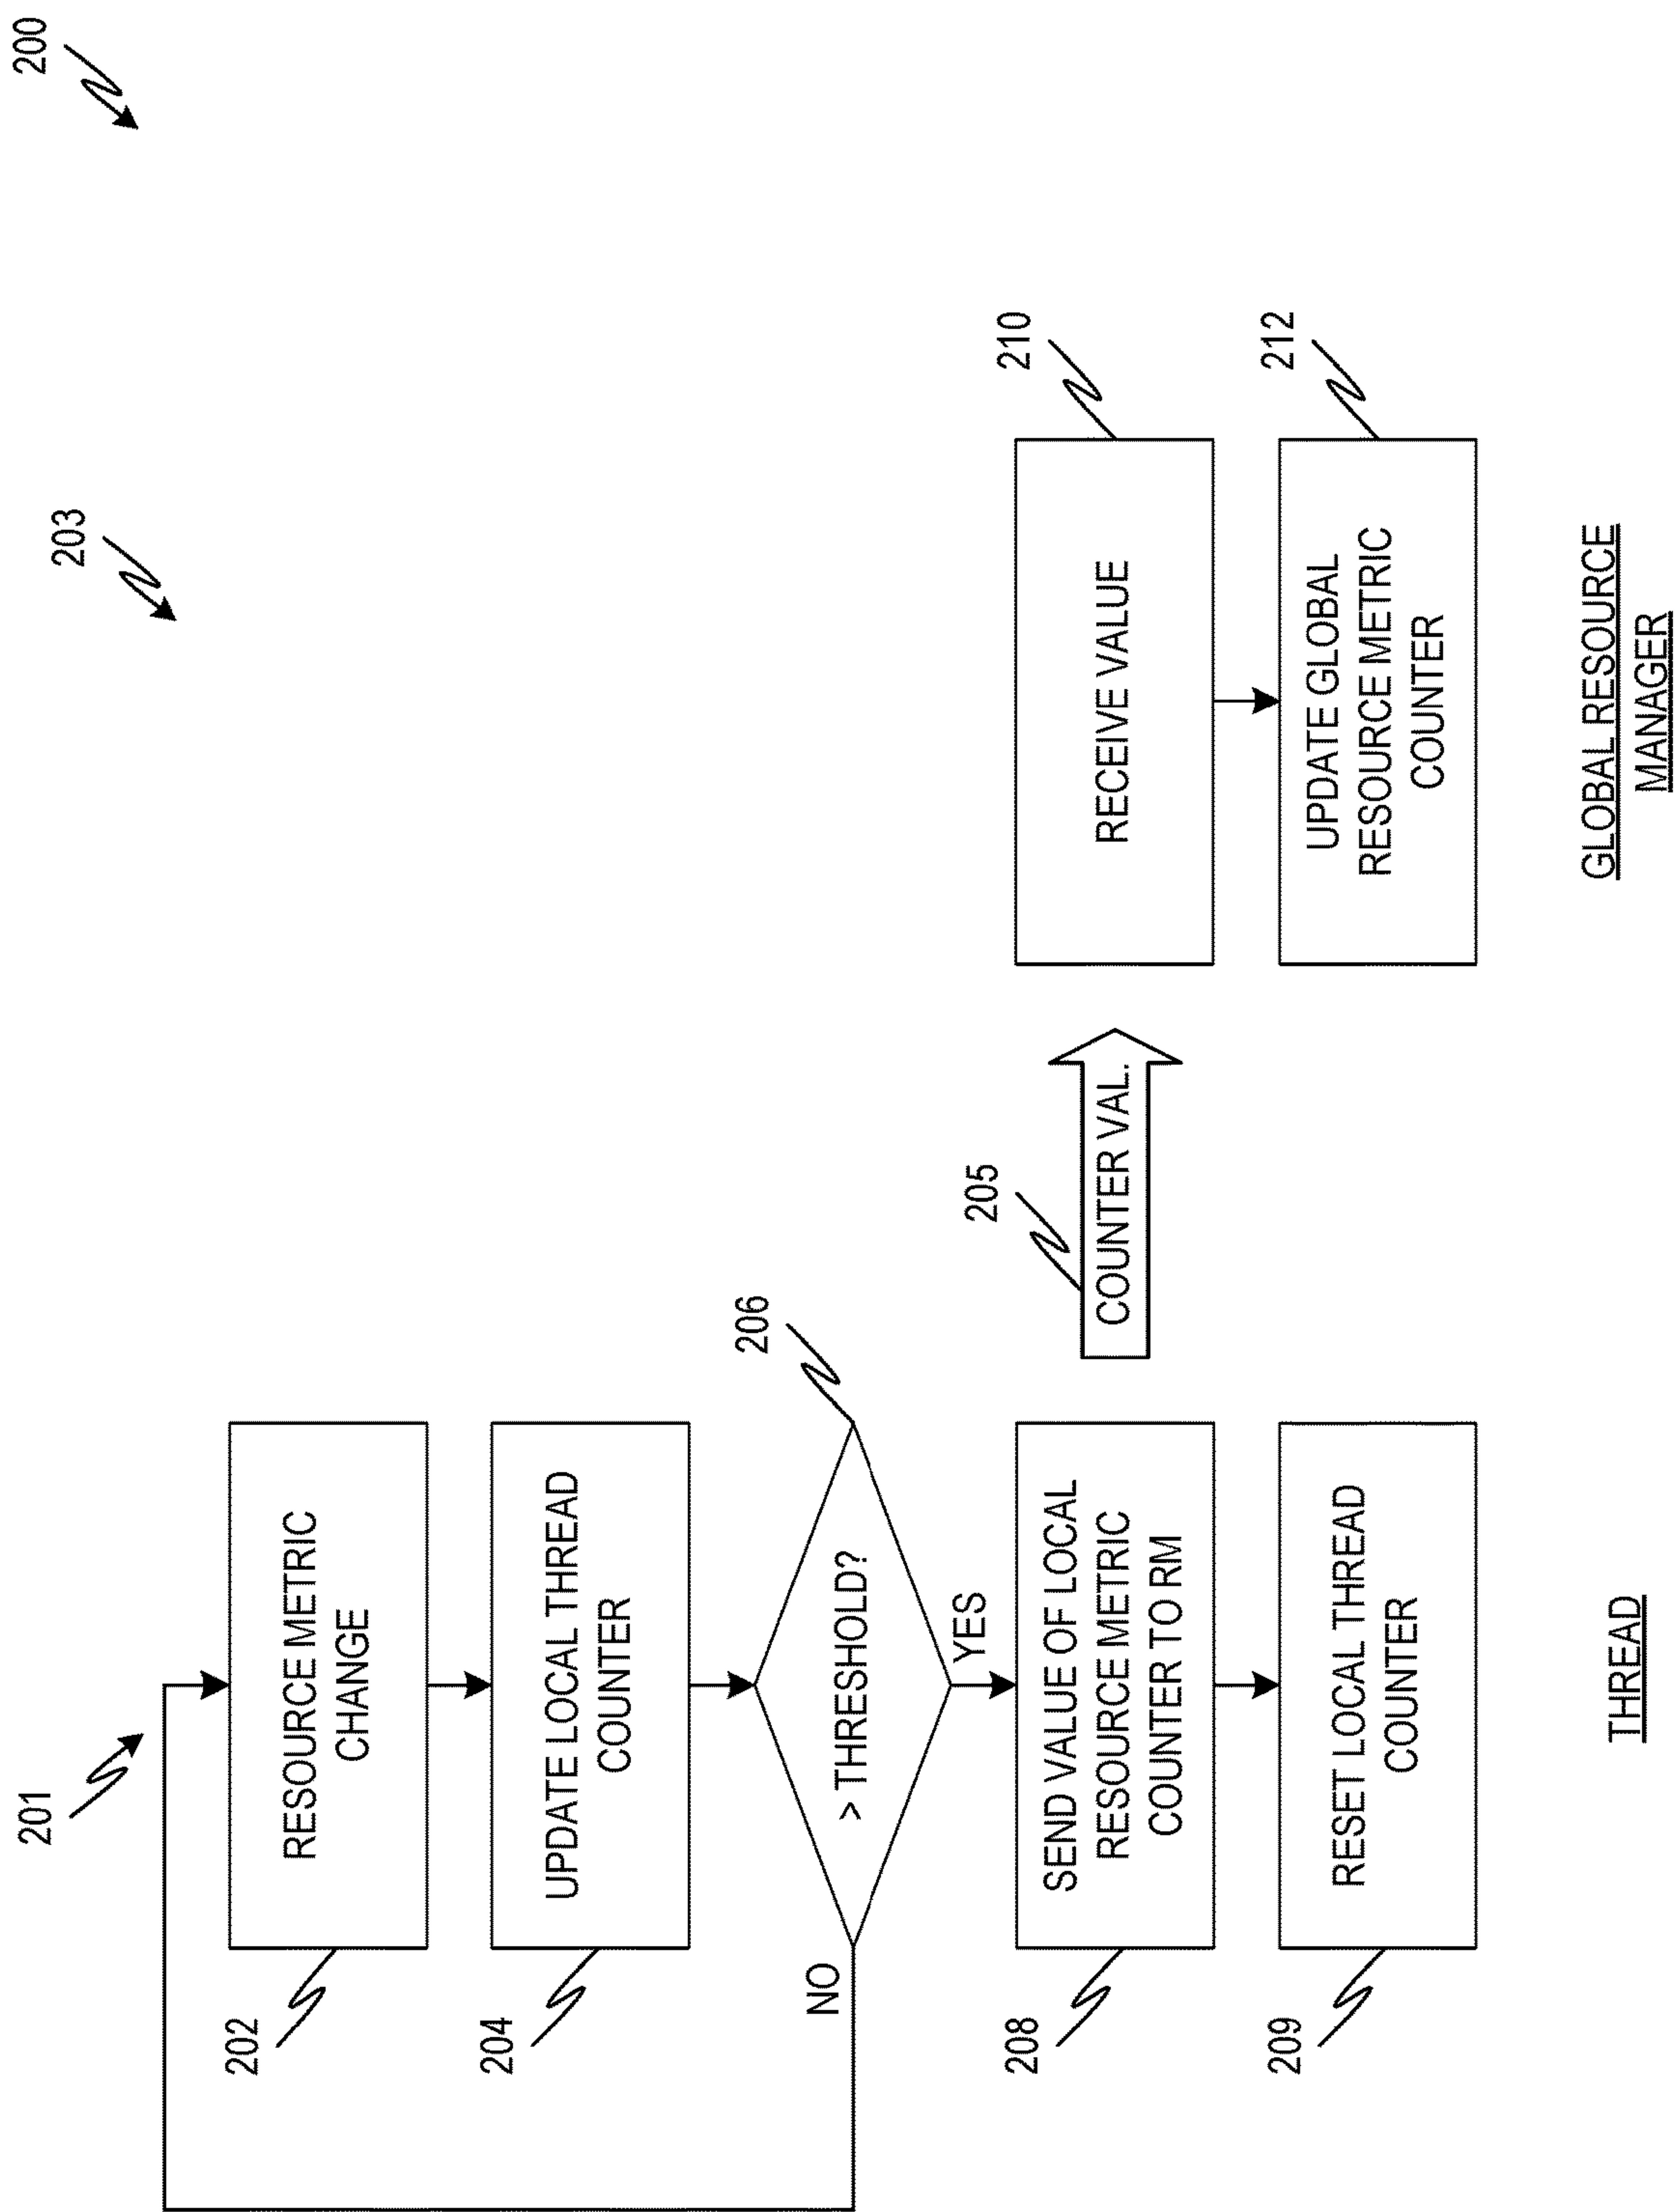 200
201
203
202
RESOURCE METRIC
CHANGE
204
UPDATE LOCAL THREAD
COUNTER
206
> THRESHOLD?
NO
YES
208
SEND VALUE OF LOCAL
RESOURCE METRIC
COUNTER TO RM
205
COUNTER VAL.
210
RECEIVE VALUE
209
RESET LOCAL THREAD
COUNTER
212
UPDATE GLOBAL
RESOURCE METRIC
COUNTER
THREAD
GLOBAL RESOURCE
MANAGER